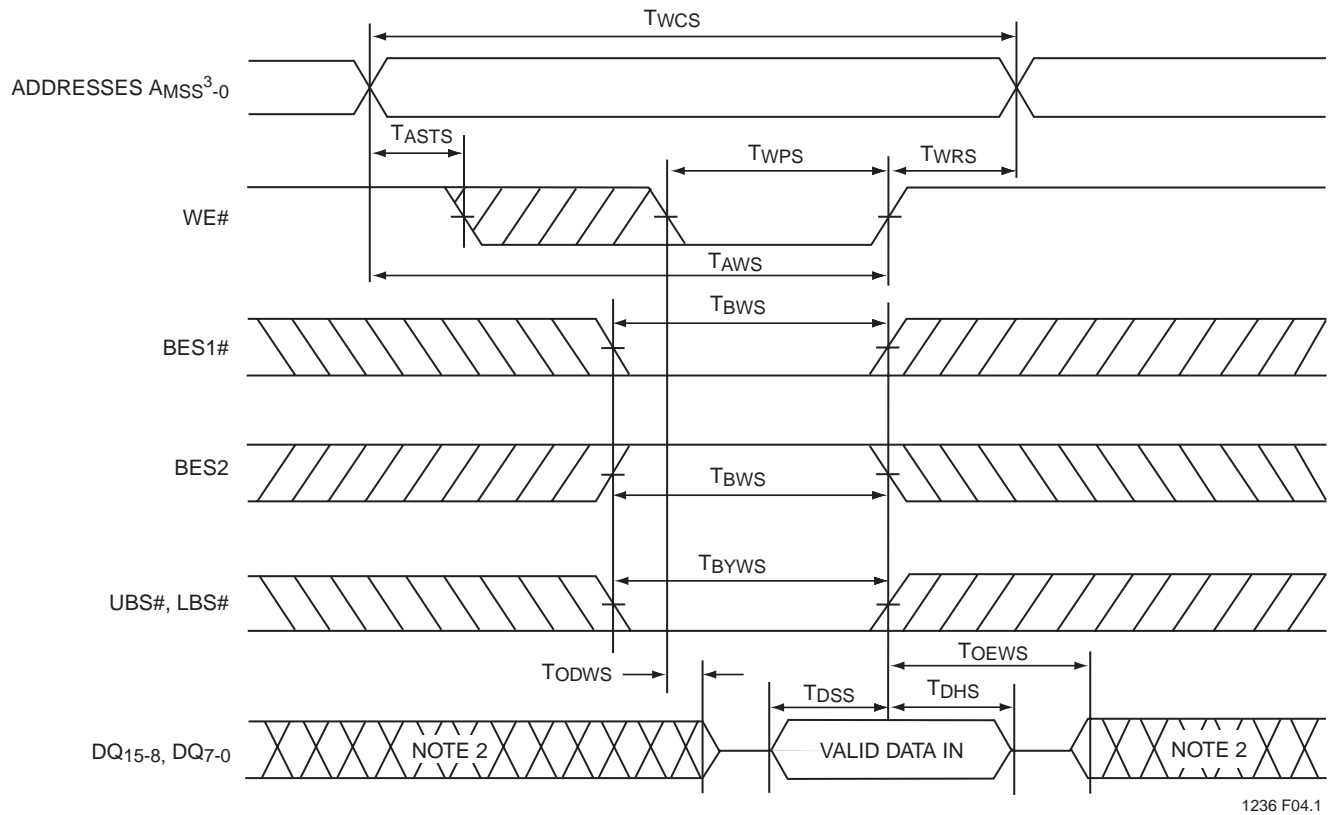 TWCS
ADDRESSES AMSS3-0
TASTS
TWPS
TWRS
WE#
TAWS
TBWS
BES1#
BES2
TBWS
TBYWS
UBS#, LBS#
TODWS
TOEWS
TDSS
TDHS
DQ15-8, DQ7-0
NOTE 2
VALID DATA IN
NOTE 2
1236 F04.1